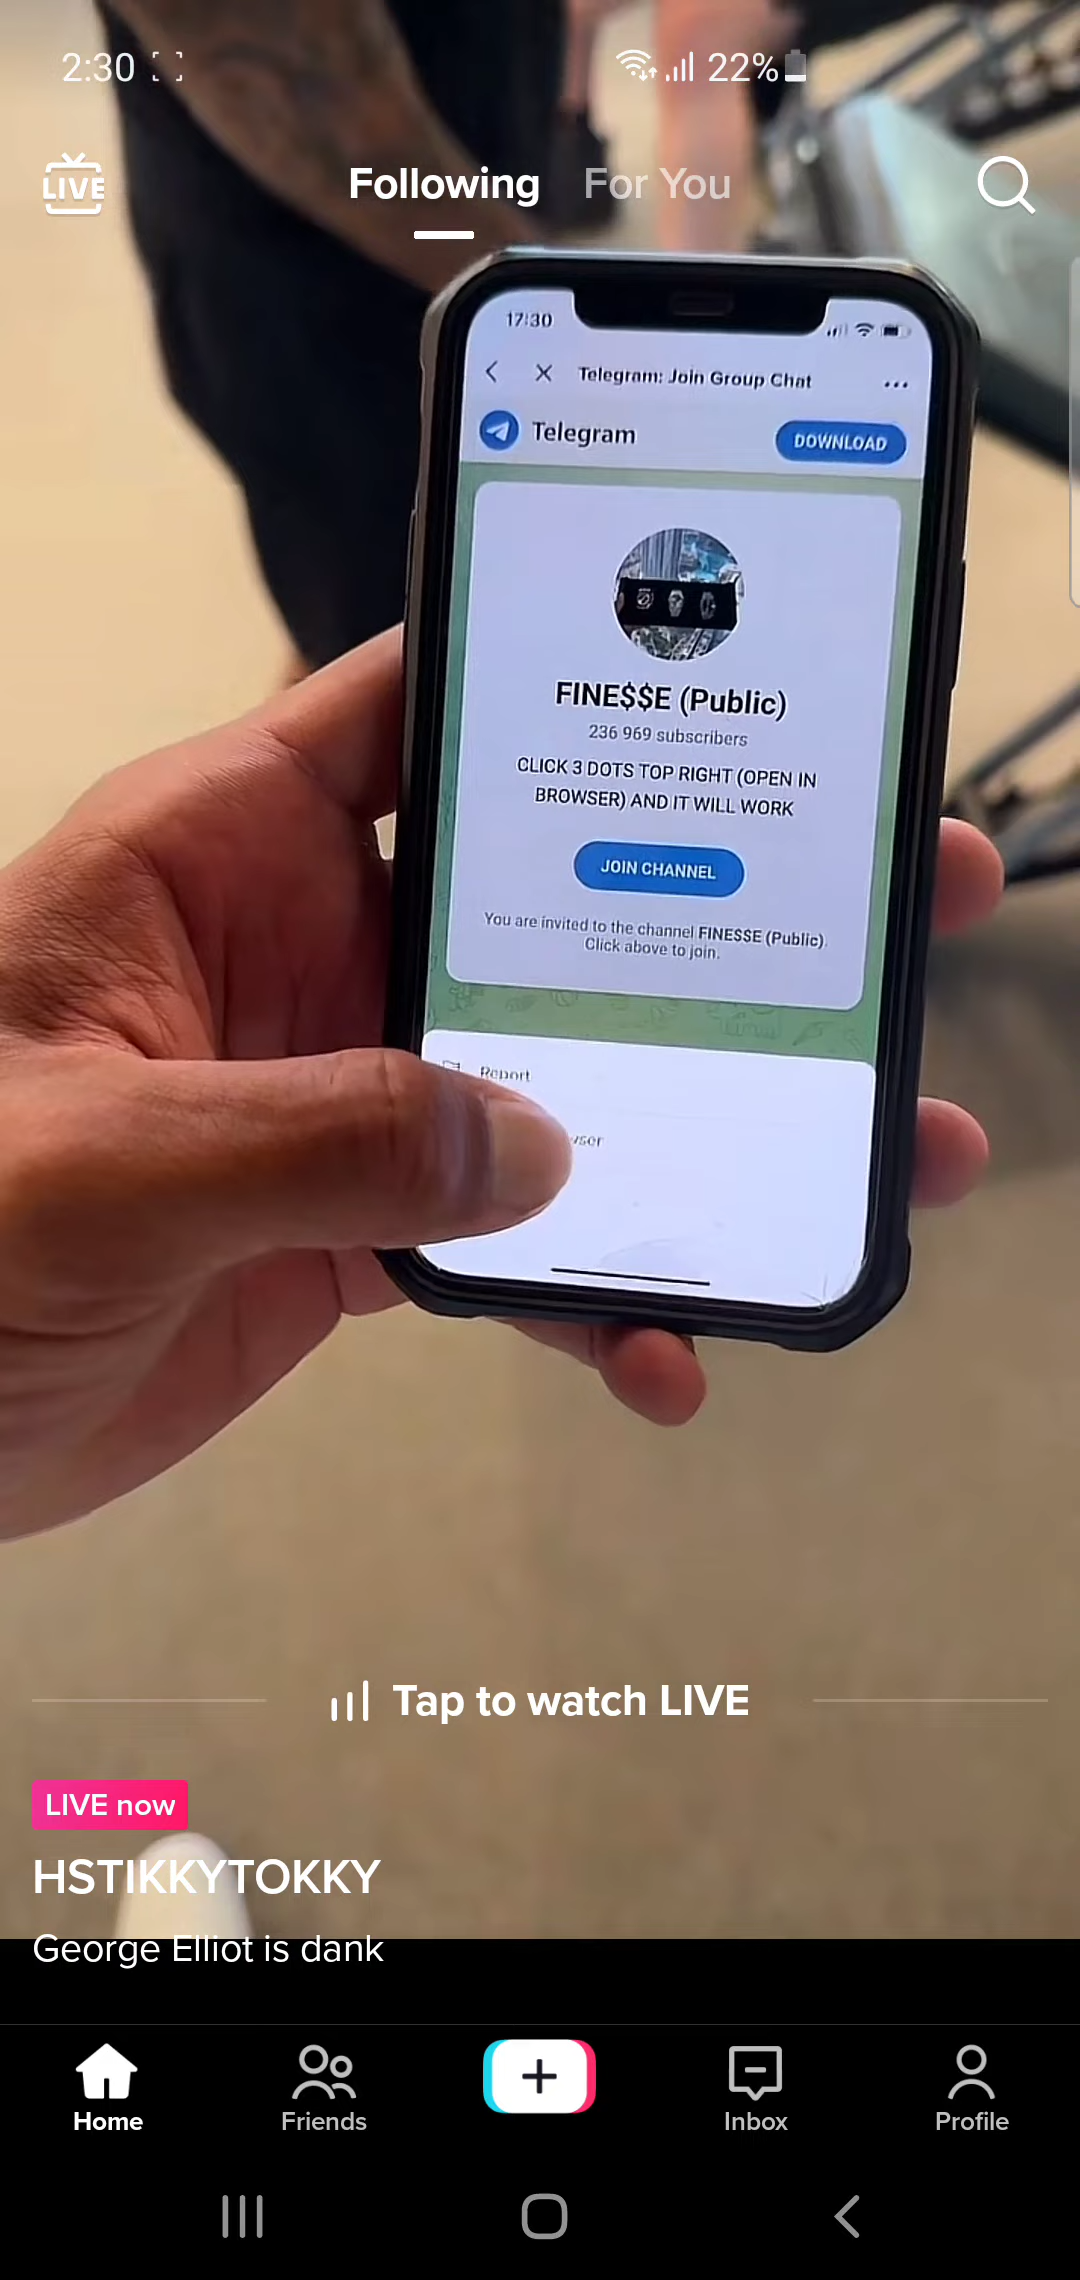 2:30
22%
LIVE
Following
For You
17:30
Telegram: Join Group Chat
Telegram
DOWNLOAD
FINE$$E (Public)
236 969 subscribers
CLICK 3 DOTS TOP RIGHT (OPEN IN
BROWSER) AND IT WILL WORK
JOIN CHANNEL
You are invited to the channel FINESSE (Public).
Click above to join.
Report
Tap to watch LIVE
LIVE now
HSTIKKYTOKKY
George Elliot is dank
Home
Friends
Inbox
Profile